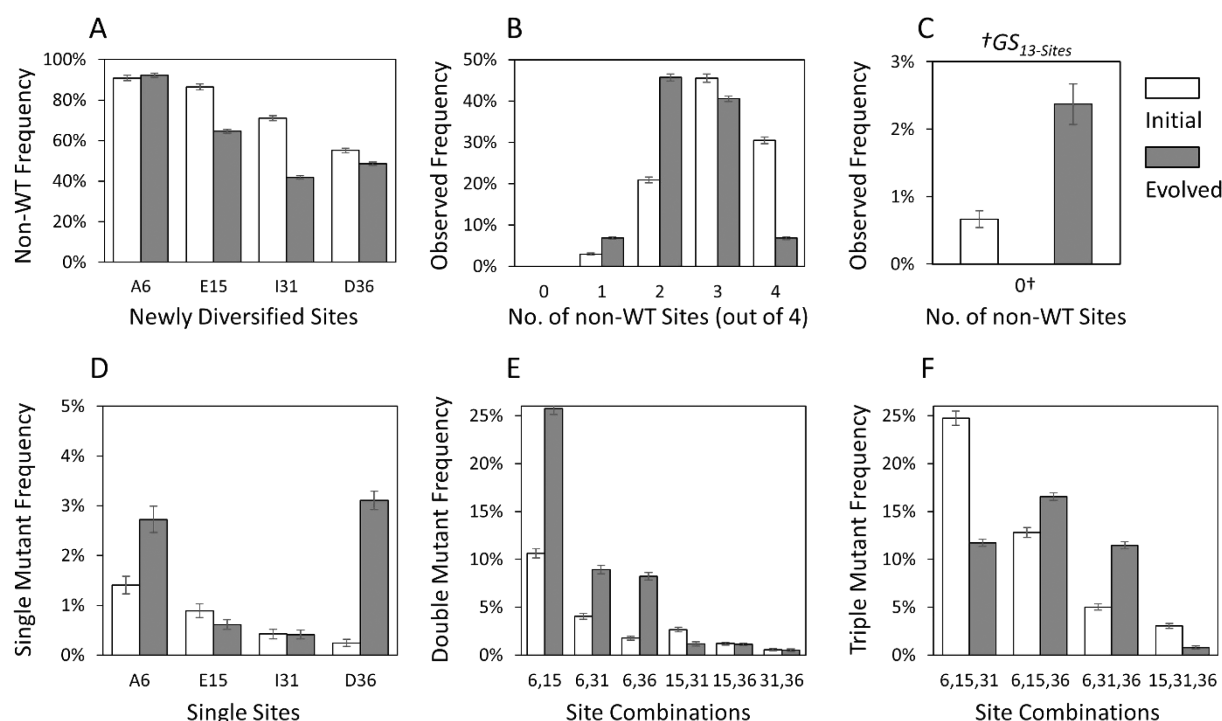 A
Non-WT Frequency
100%
80%
60%
40%
20%
0%
A6 E15 I31 D36
Newly Diversified Sites
B
Observed Frequency
50%
40%
30%
20%
10%
0%
0 1 2 3 4
No. of non-WT Sites (out of 4)
C
†GS13-Sites
Observed Frequency
3%
2%
1%
0%
0†
No. of non-WT Sites
Initial
Evolved
D
Single Mutant Frequency
5%
4%
3%
2%
1%
0%
A6 E15 I31 D36
Single Sites
E
Double Mutant Frequency
25%
20%
15%
10%
5%
0%
6,15 6,31 6,36 15,31 15,36 31,36
Site Combinations
F
Triple Mutant Frequency
25%
20%
15%
10%
5%
0%
6,15,31 6,15,36 6,31,36 15,31,36
Site Combinations